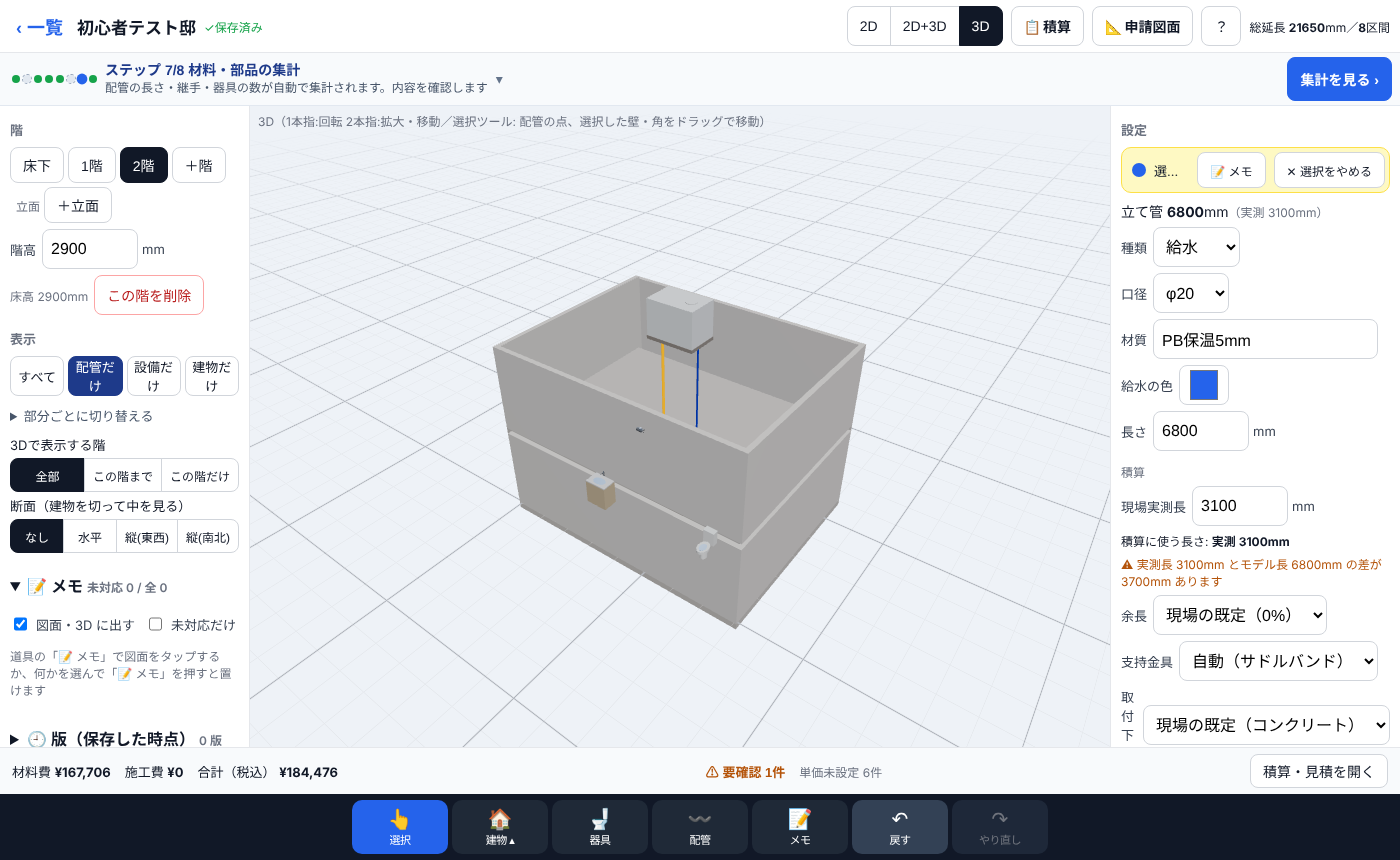 ‹ 一覧 初心者テスト邸 ✓保存済み
2D 2D+3D 3D 📋 積算 📐 申請図面 ? 総延長 21650mm／8区間
ステップ 7/8 材料・部品の集計
配管の長さ・継手・器具の数が自動で集計されます。内容を確認します ▼
集計を見る ›
階
床下 1階 2階 ＋階
立面 ＋立面
階高 2900 mm
床高 2900mm この階を削除
表示
すべて 配管だけ 設備だけ 建物だけ
▶ 部分ごとに切り替える
3Dで表示する階
全部 この階まで この階だけ
断面（建物を切って中を見る）
なし 水平 縦(東西) 縦(南北)
▼ 📝 メモ 未対応 0 / 全 0
図面・3D に出す 未対応だけ
道具の「📝 メモ」で図面をタップする
か、何かを選んで「📝 メモ」を押すと置
けます
▶ 🕘 版（保存した時点） 0 版
3D（1本指:回転 2本指:拡大・移動／選択ツール: 配管の点、選択した壁・角をドラッグで移動）
設定
選… 📝 メモ ✕ 選択をやめる
立て管 6800mm（実測 3100mm）
種類 給水
口径 φ20
材質 PB保温5mm
給水の色
長さ 6800 mm
積算
現場実測長 3100 mm
積算に使う長さ: 実測 3100mm
⚠ 実測長 3100mm とモデル長 6800mm の差が
3700mm あります
余長 現場の既定（0%）
支持金具 自動（サドルバンド）
取付下 現場の既定（コンクリート）
材料費 ¥167,706 施工費 ¥0 合計（税込） ¥184,476
⚠ 要確認 1件 単価未設定 6件
積算・見積を開く
選択 建物▲ 器具 配管 メモ 戻す やり直し